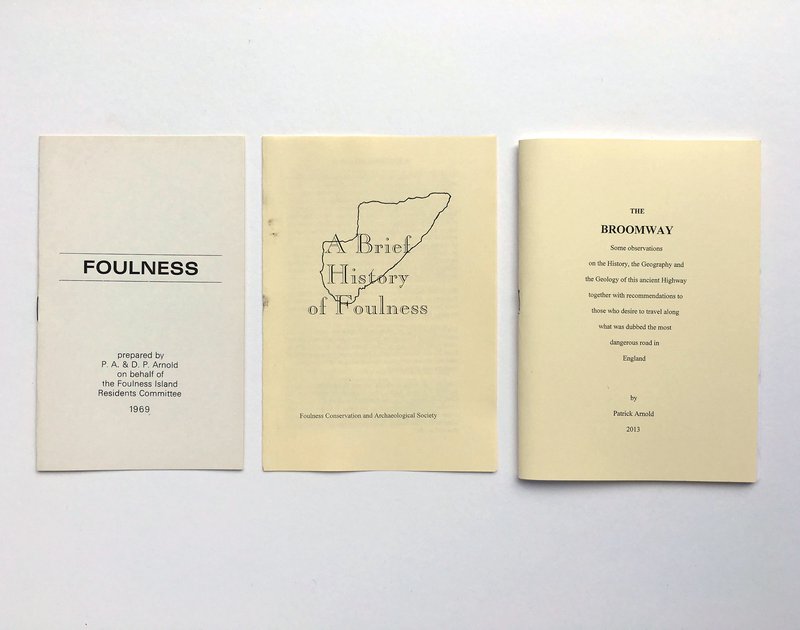 FOULNESS
prepared by
P. A. & D. P. Arnold
on behalf of
the Foulness Island
Residents Committee
1969
A Brief
History
of Foulness
Foulness Conservation and Archaeological Society
THE
BROOMWAY
Some observations
on the History, the Geography and
the Geology of this ancient Highway
together with recommendations to
those who desire to travel along
what was dubbed the most
dangerous road in
England
by
Patrick Arnold
2013